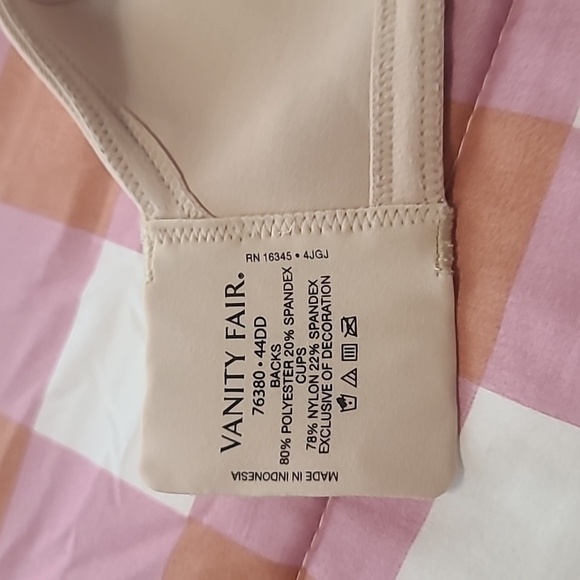 RN 16345 • 4JGJ
VANITY FAIR®
76380 • 44DD
BACKS
80% POLYESTER 20% SPANDEX
CUPS
78% NYLON 22% SPANDEX
EXCLUSIVE OF DECORATION
MADE IN INDONESIA